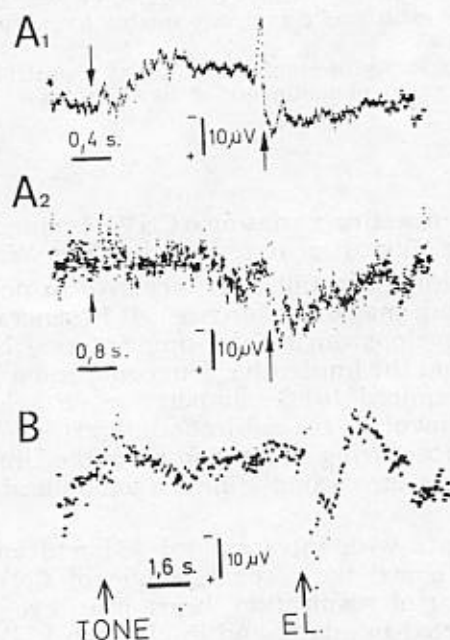 A1
0,4 s.
-
+
10µV
A2
0,8 s.
-
+
10µV
B
1,6 s.
-
+
10µV
TONE
EL.